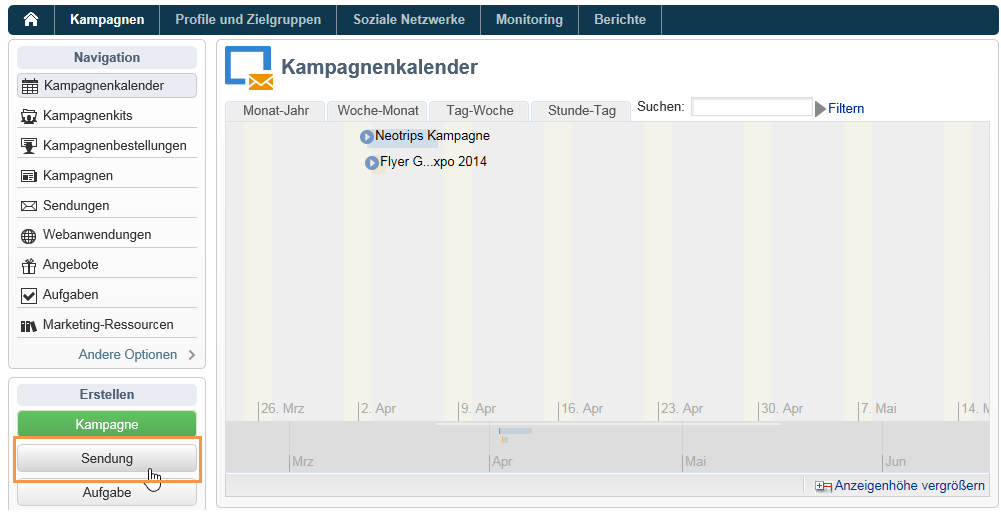 Kampagnen Profile und Zielgruppen Soziale Netzwerke Monitoring Berichte
Navigation
Kampagnenkalender
Kampagnenkits
Kampagnenbestellungen
Kampagnen
Sendungen
Webanwendungen
Angebote
Aufgaben
Marketing-Ressourcen
Andere Optionen
Erstellen
Kampagne
Sendung
Aufgabe
Kampagnenkalender
Monat-Jahr Woche-Monat Tag-Woche Stunde-Tag Suchen: Filtern
Neotrips Kampagne
Flyer G...xpo 2014
26. Mrz 2. Apr 9. Apr 16. Apr 23. Apr 30. Apr 7. Mai 14. M
Mrz Apr Mai Jun
Anzeigenhöhe vergrößern